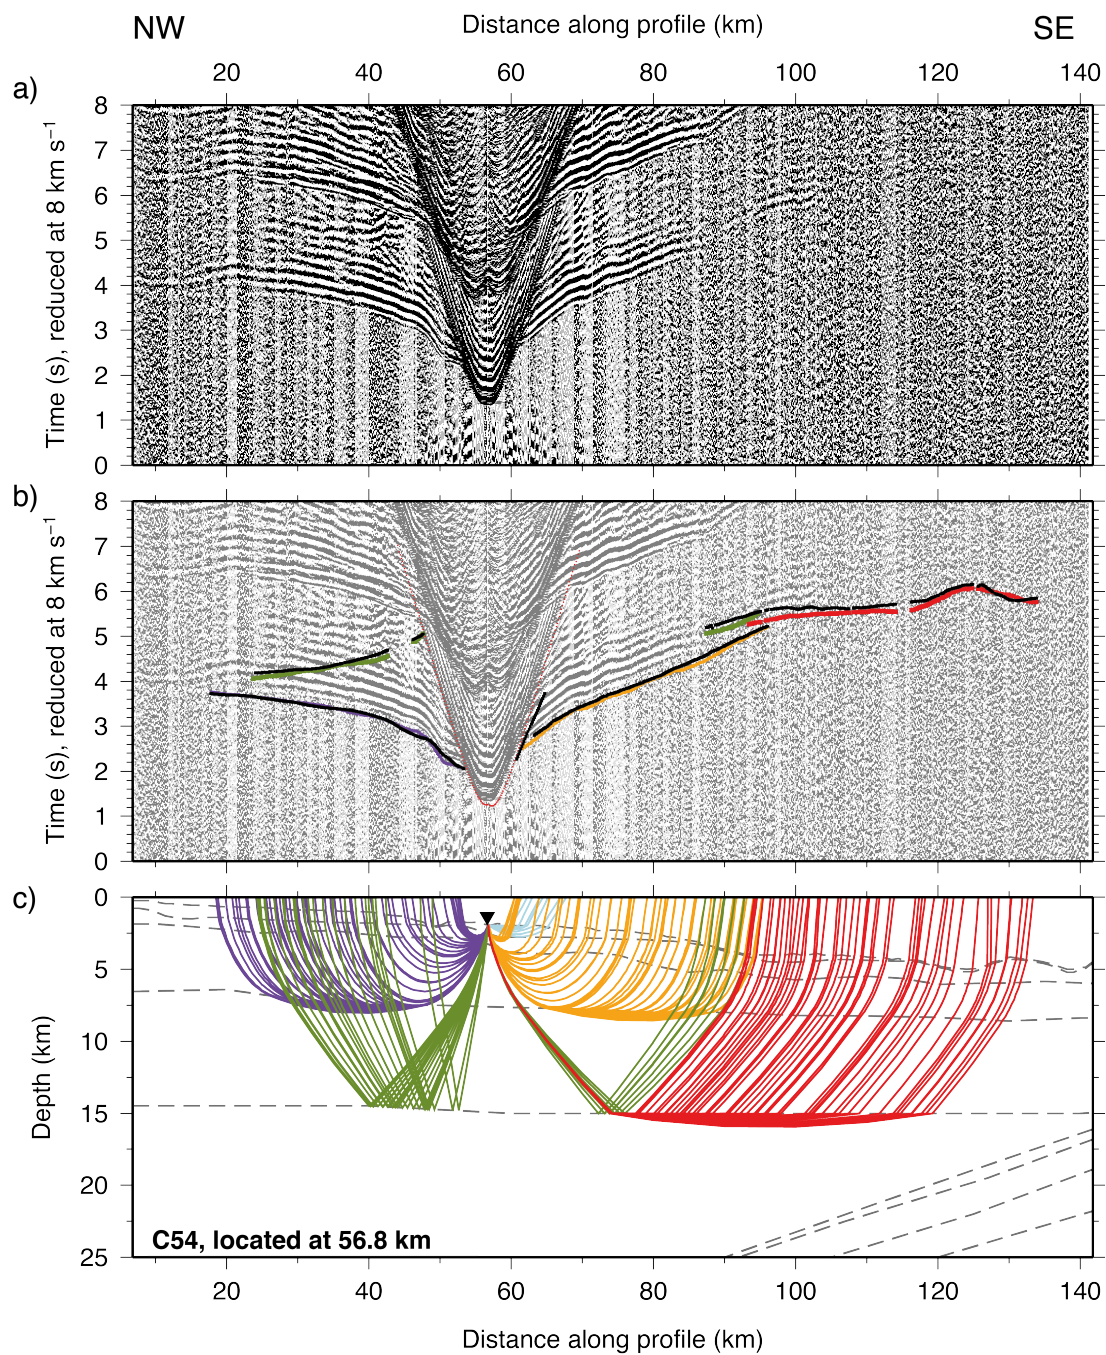 NW Distance along profile (km) SE
20 40 60 80 100 120 140
a)
8
7
6
5
4
3
2
1
0
Time (s), reduced at 8 km s⁻¹
b)
8
7
6
5
4
3
2
1
0
Time (s), reduced at 8 km s⁻¹
c)
0
5
10
15
20
25
Depth (km)
C54, located at 56.8 km
20 40 60 80 100 120 140
Distance along profile (km)